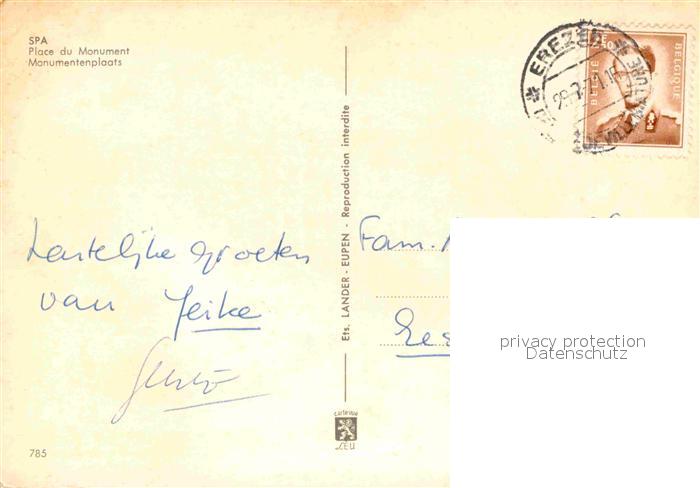 SPA
Place du Monument
Monumentenplaats
EREZEE
BELGIE
BELGIQUE
Hartelijke groeten
van Jeike
Ets. LANDER - EUPEN - Reproduction interdite
Fam.
privacy protection
Datenschutz
785